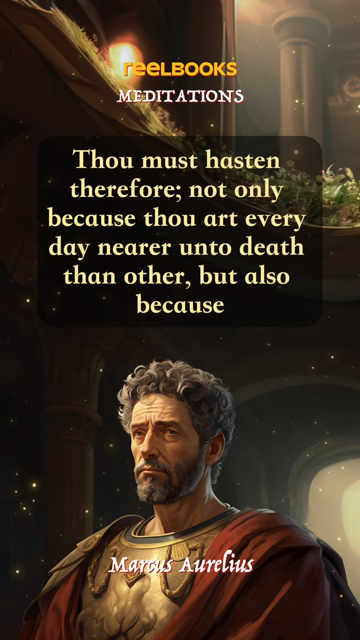 reelbooks
MEDITATIONS
Thou must hasten
therefore; not only
because thou art every
day nearer unto death
than other, but also
because
Marcus Aurelius